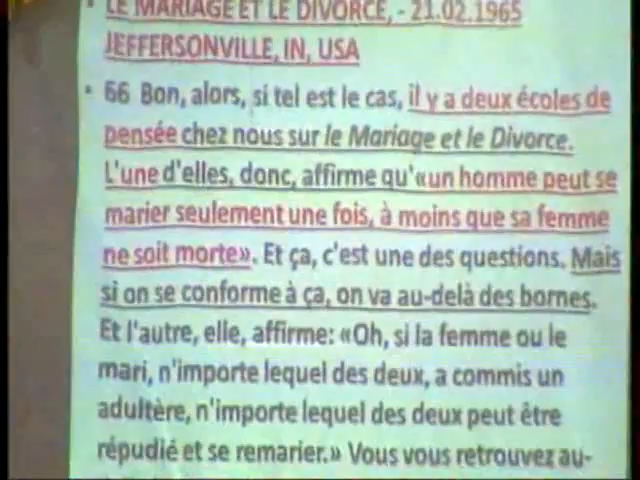 • LE MARIAGE ET LE DIVORCE, - 21.02.1965
JEFFERSONVILLE, IN, USA
• 66 Bon, alors, si tel est le cas, il y a deux écoles de
pensée chez nous sur le Mariage et le Divorce.
L'une d'elles, donc, affirme qu'«un homme peut se
marier seulement une fois, à moins que sa femme
ne soit morte». Et ça, c'est une des questions. Mais
si on se conforme à ça, on va au-delà des bornes.
Et l'autre, elle, affirme: «Oh, si la femme ou le
mari, n'importe lequel des deux, a commis un
adultère, n'importe lequel des deux peut être
répudié et se remarier.» Vous vous retrouvez au-